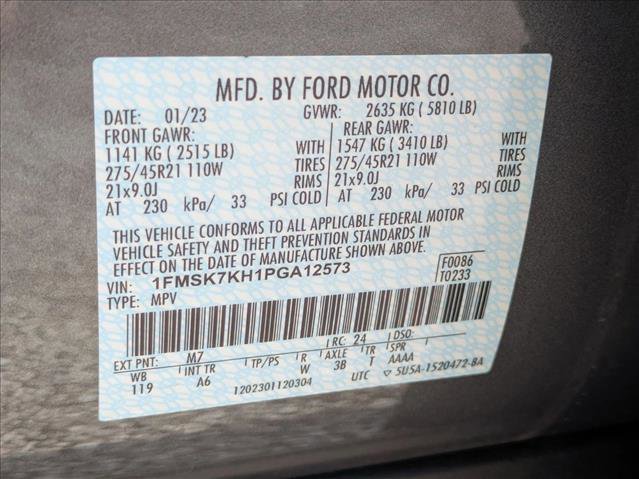 MFD. BY FORD MOTOR CO.
DATE: 01/23 GVWR: 2635 KG ( 5810 LB)
FRONT GAWR: REAR GAWR:
1141 KG ( 2515 LB) 1547 KG ( 3410 LB)
275/45R21 110W TIRES 275/45R21 110W TIRES
21x9.0J RIMS 21x9.0J RIMS
AT 230 kPa/ 33 PSI COLD AT 230 kPa/ 33 PSI COLD
THIS VEHICLE CONFORMS TO ALL APPLICABLE FEDERAL MOTOR
VEHICLE SAFETY AND THEFT PREVENTION STANDARDS IN
EFFECT ON THE DATE OF MANUFACTURE SHOWN ABOVE.
VIN: 1FMSK7KH1PGA12573 F0086
TYPE: MPV T0233
EXT PNT: M7 RC: 24 DSO:
WB INT TR TP/PS R AXLE TR SPR
119 A6 W 3B T AAAA
1202301120304 UTC 5U5A-1520472-BA